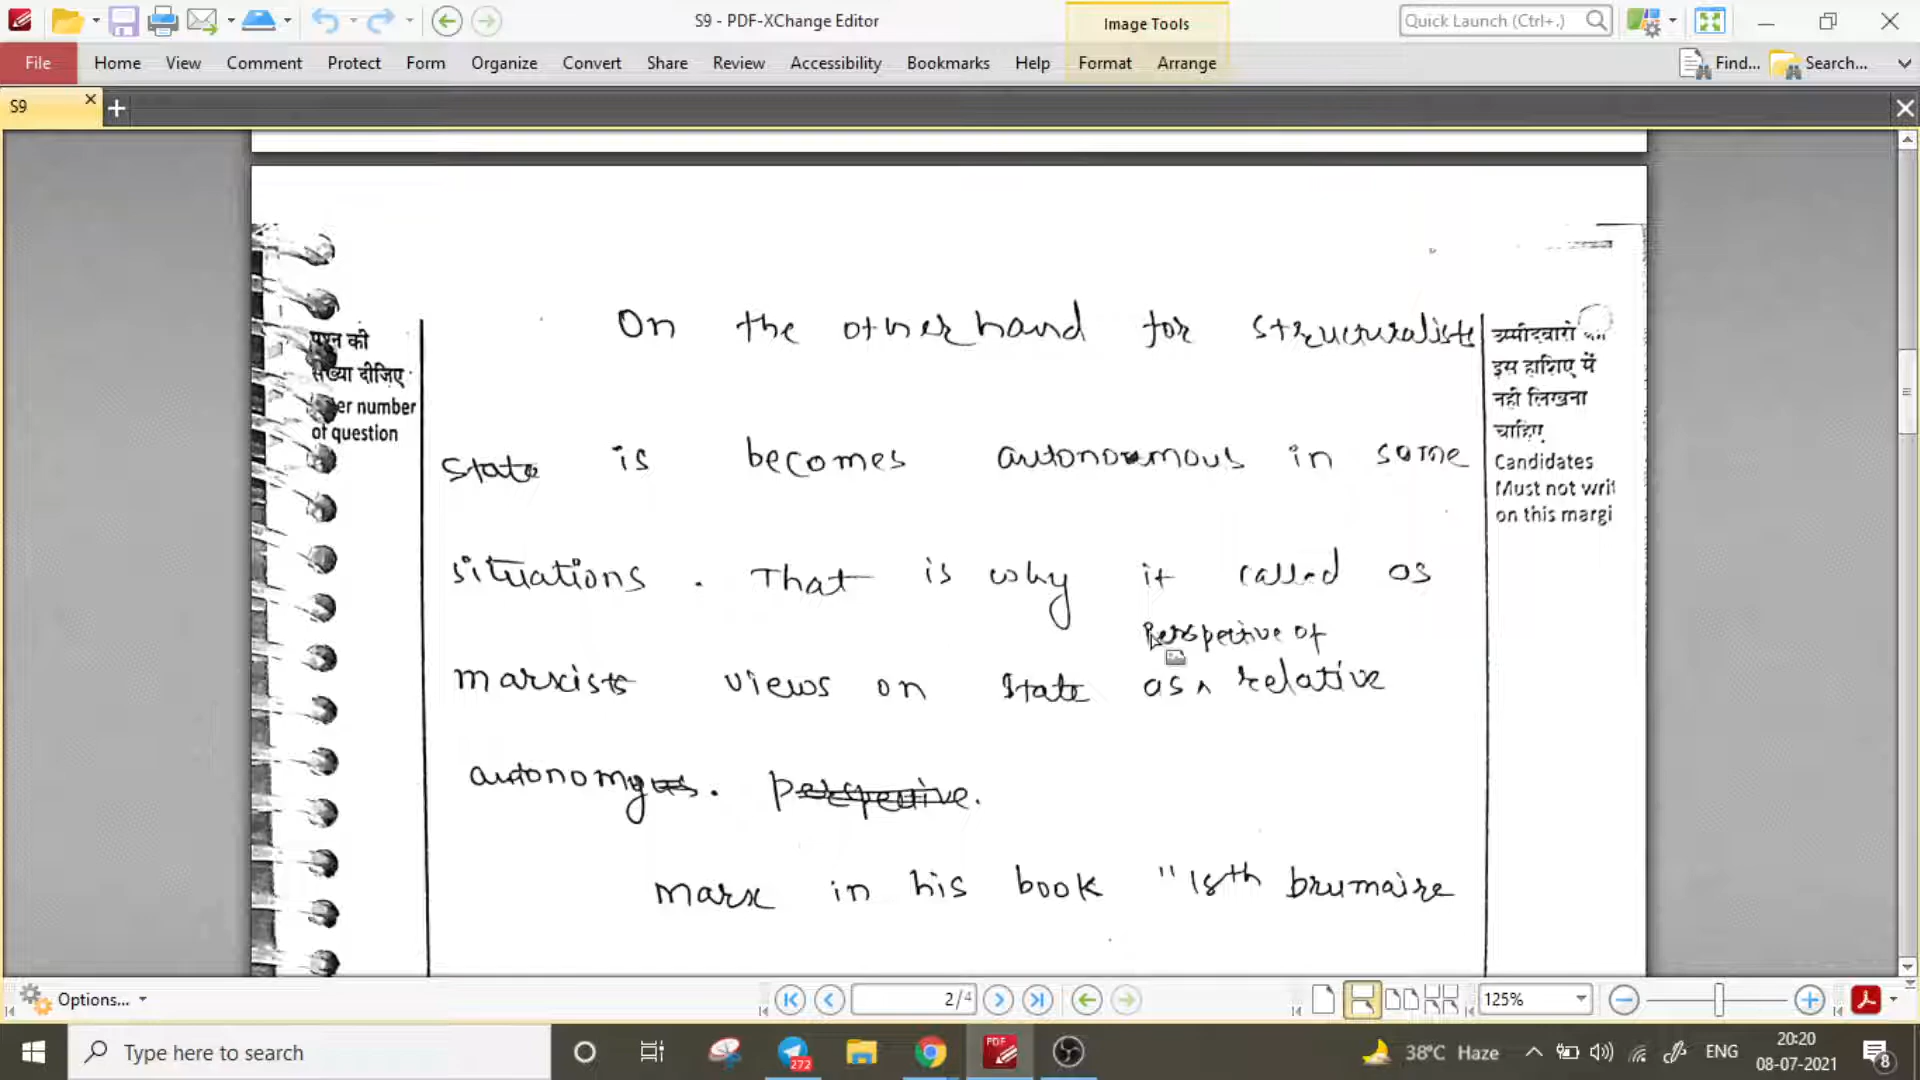 S9 - PDF-XChange Editor
Image Tools
Quick Launch (Ctrl+.)
File Home View Comment Protect Form Organize Convert Share Review Accessibility Bookmarks Help Format Arrange Find... Search...
S9
On the other hand for structuralists
state is becomes autonomous in some
situations. That is why it called as
Perspective of
marxists views on state as ^ relative
autonomy.
marx in his book "18th brumaire
प्रश्न की
संख्या दीजिए
er number
of question
उम्मीदवारों
इस हाशिए में
नही लिखना
चाहिए
Candidates
Must not writ
on this margi
Options...
2/4
125%
Type here to search
272
PDF
38°C Haze
ENG
20:20
08-07-2021
8